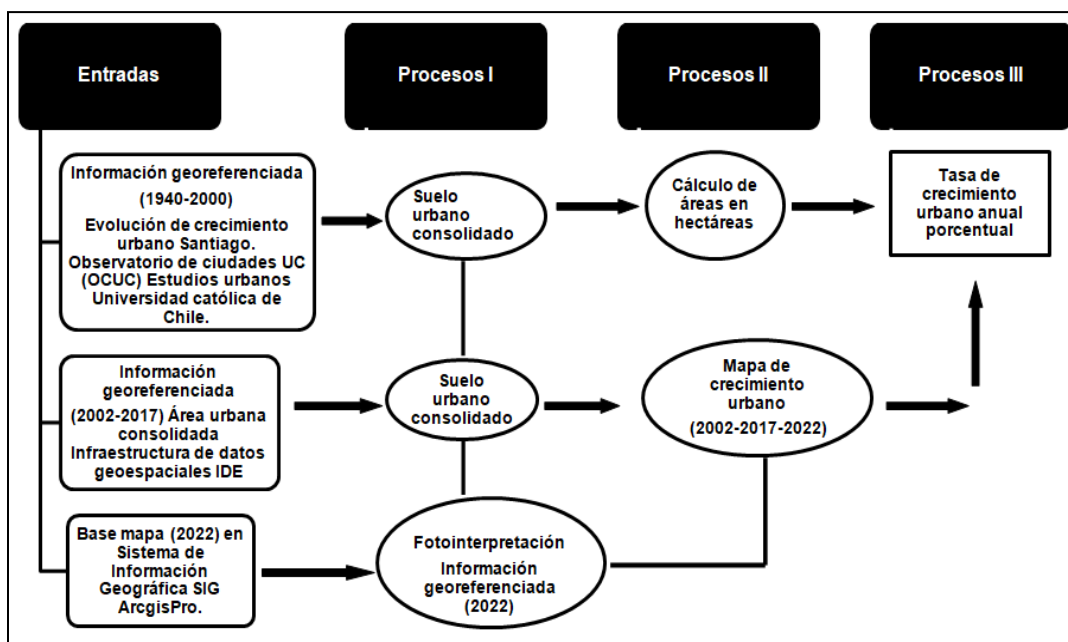 Entradas
Procesos I
Procesos II
Procesos III
Información georeferenciada
(1940-2000)
Evolución de crecimiento
urbano Santiago.
Observatorio de ciudades UC
(OCUC) Estudios urbanos
Universidad católica de
Chile.
Suelo
urbano
consolidado
Cálculo de
áreas en
hectáreas
Tasa de
crecimiento
urbano anual
porcentual
Información
georeferenciada
(2002-2017) Área urbana
consolidada
Infraestructura de datos
geoespaciales IDE
Suelo
urbano
consolidado
Mapa de
crecimiento
urbano
(2002-2017-2022)
Base mapa (2022) en
Sistema de
Información
Geográfica SIG
ArcgisPro.
Fotointerpretación
Información
georeferenciada
(2022)